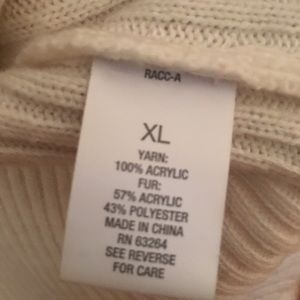 RACC-A
XL
YARN:
100% ACRYLIC
FUR:
57% ACRYLIC
43% POLYESTER
MADE IN CHINA
RN 63264
SEE REVERSE
FOR CARE